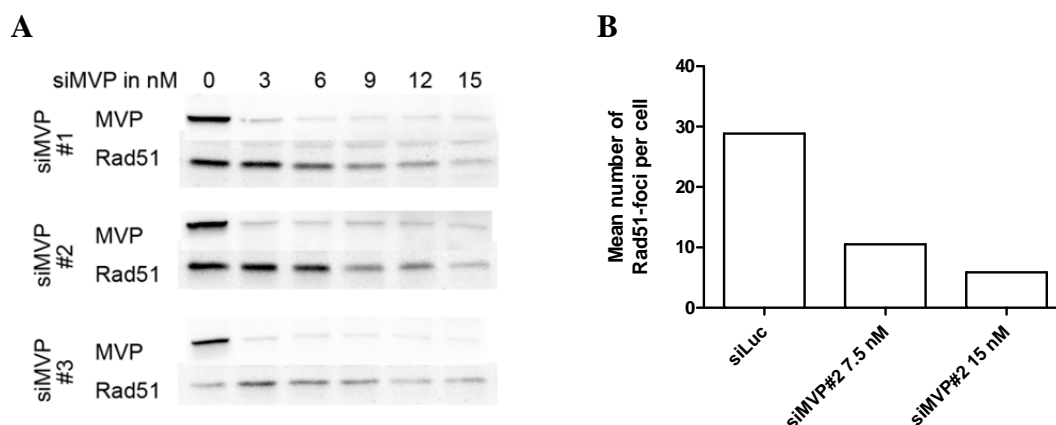 A
siMVP in nM 0 3 6 9 12 15
siMVP #1
MVP
Rad51
siMVP #2
MVP
Rad51
siMVP #3
MVP
Rad51
B
Mean number of
Rad51-foci per cell
40
30
20
10
0
siLuc
siMVP#2 7.5 nM
siMVP#2 15 nM